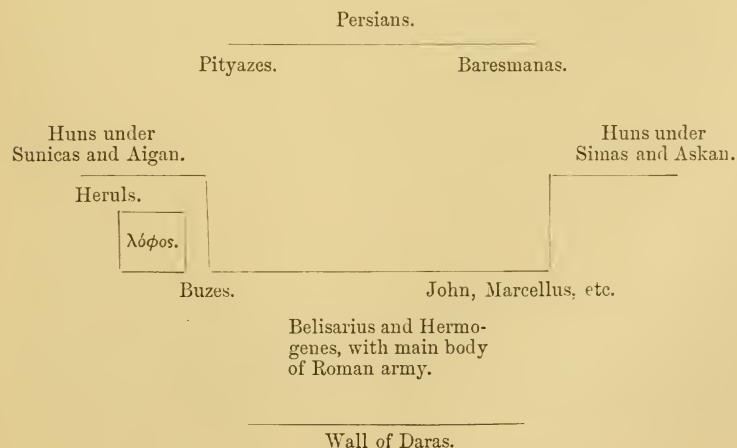 Persians.
Pityazes. Baresmanas.
Huns under
Sunicas and Aigan.
Huns under
Simas and Askan.
Heruls.
λόφος.
Buzes. John, Marcellus, etc.
Belisarius and Hermo-
genes, with main body
of Roman army.
Wall of Daras.